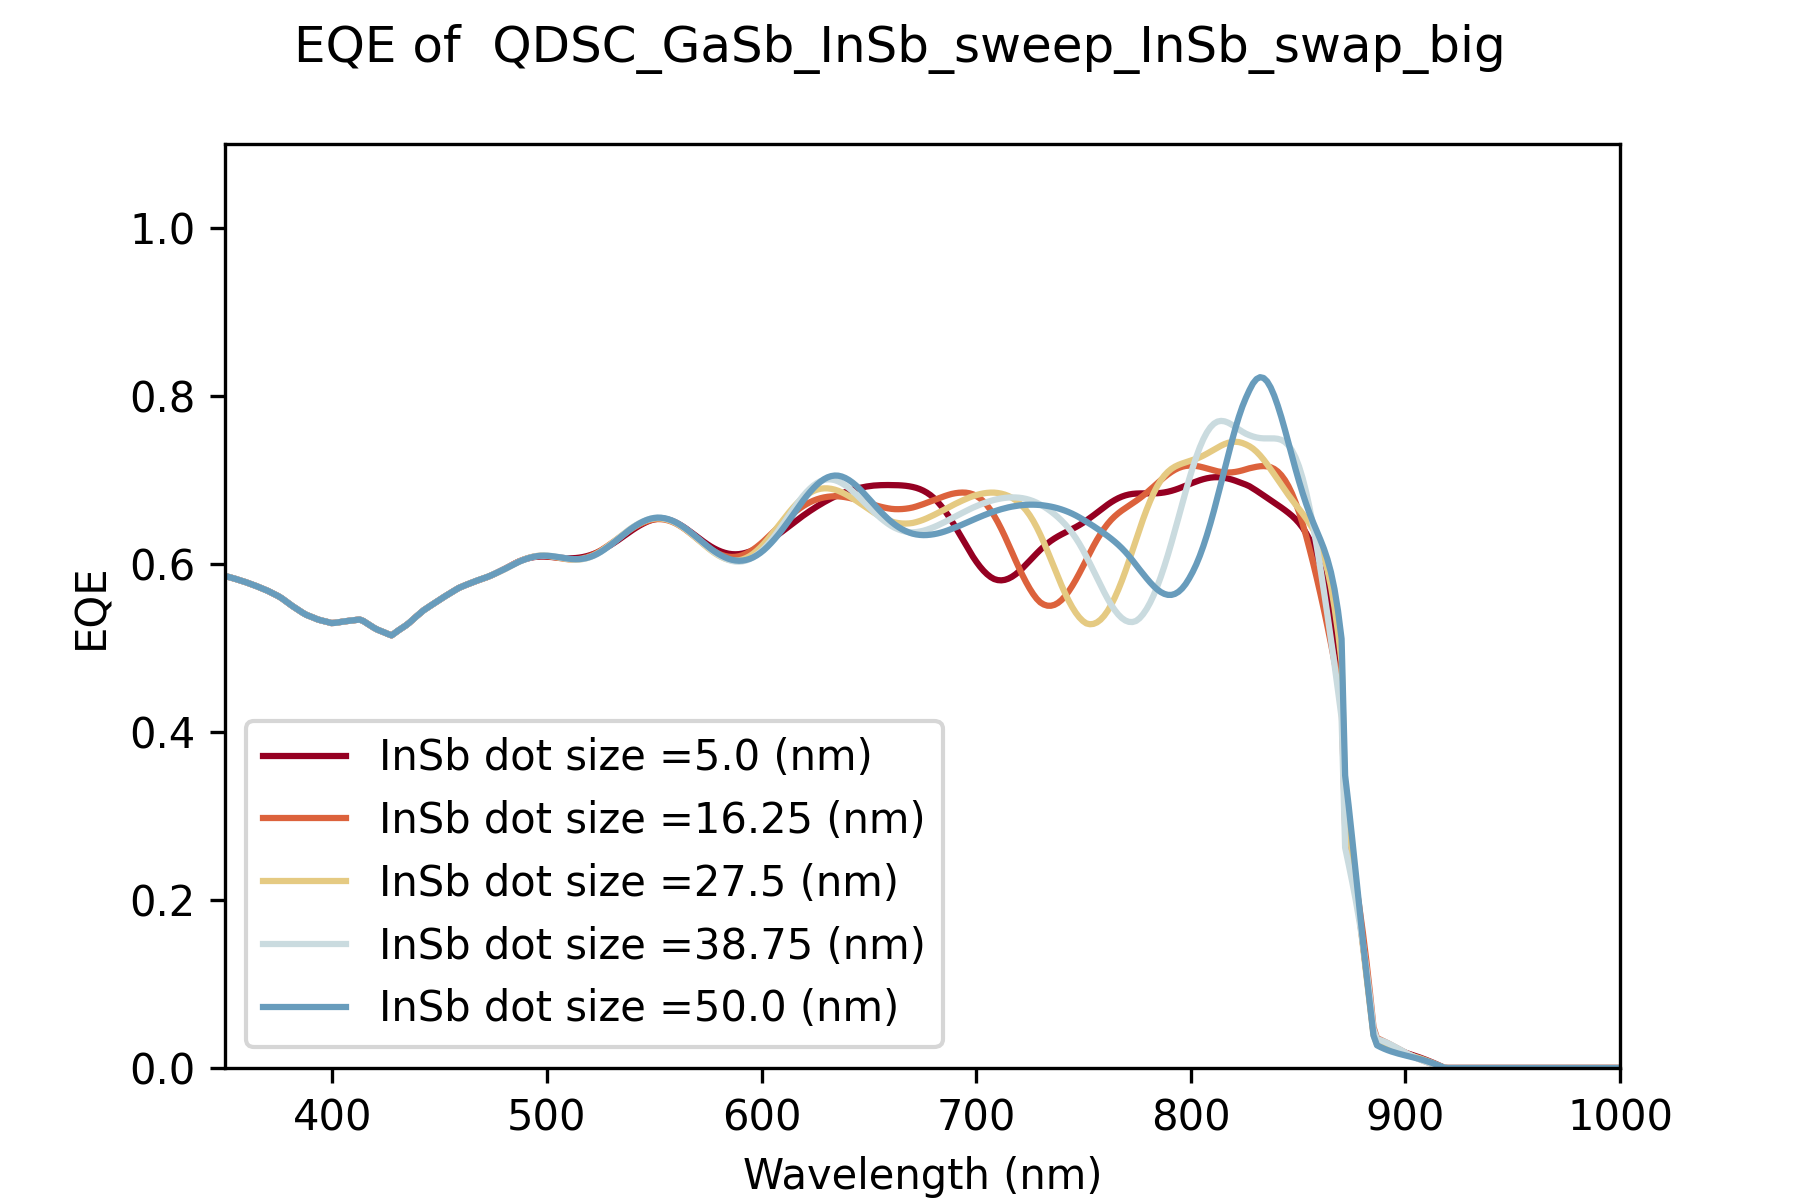 EQE of  QDSC_GaSb_InSb_sweep_InSb_swap_big
1.0
0.8
0.6
0.4
0.2
0.0
EQE
InSb dot size =5.0 (nm)
InSb dot size =16.25 (nm)
InSb dot size =27.5 (nm)
InSb dot size =38.75 (nm)
InSb dot size =50.0 (nm)
400 500 600 700 800 900 1000
Wavelength (nm)